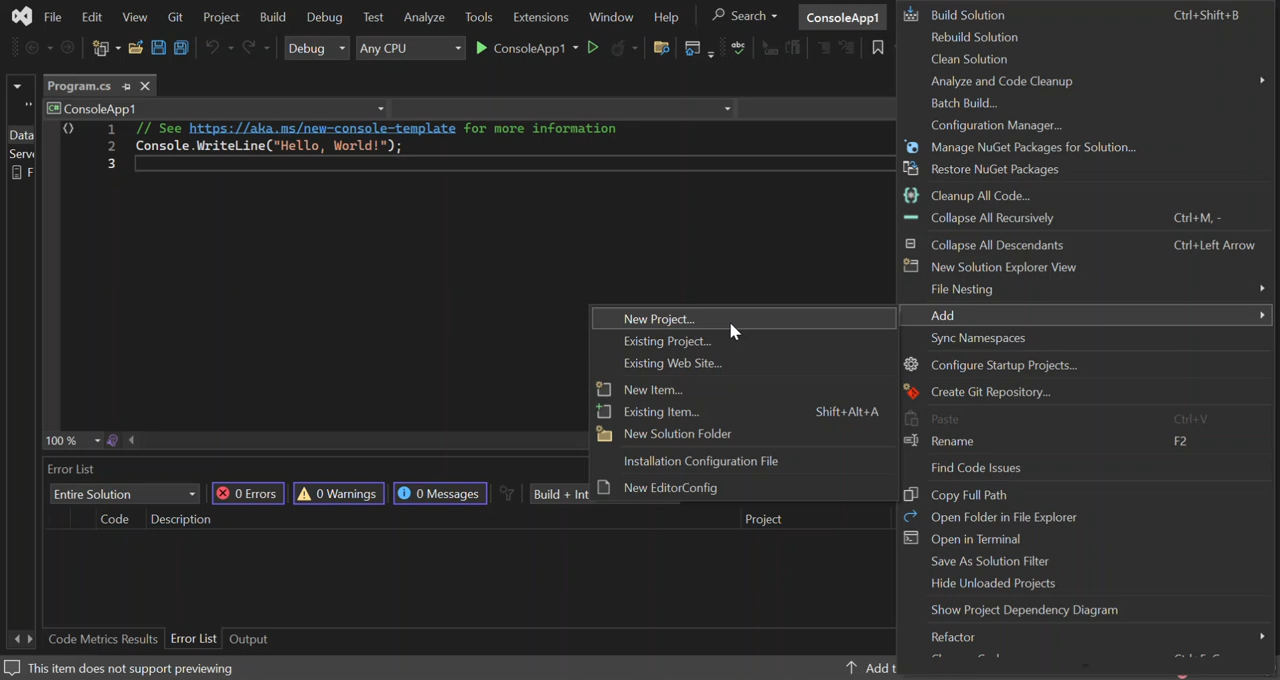 File Edit View Git Project Build Debug Test Analyze Tools Extensions Window Help Search ConsoleApp1
Debug Any CPU ConsoleApp1
Program.cs
ConsoleApp1
Data
Serv
F
1 // See https://aka.ms/new-console-template for more information
2 Console.WriteLine("Hello, World!");
3
100 %
Error List
Entire Solution 0 Errors 0 Warnings 0 Messages Build + Int
Code Description Project
Code Metrics Results Error List Output
This item does not support previewing
Add t
New Project...
Existing Project...
Existing Web Site...
New Item...
Existing Item... Shift+Alt+A
New Solution Folder
Installation Configuration File
New EditorConfig
Build Solution Ctrl+Shift+B
Rebuild Solution
Clean Solution
Analyze and Code Cleanup
Batch Build...
Configuration Manager...
Manage NuGet Packages for Solution...
Restore NuGet Packages
Cleanup All Code...
Collapse All Recursively Ctrl+M, -
Collapse All Descendants Ctrl+Left Arrow
New Solution Explorer View
File Nesting
Add
Sync Namespaces
Configure Startup Projects...
Create Git Repository...
Paste Ctrl+V
Rename F2
Find Code Issues
Copy Full Path
Open Folder in File Explorer
Open in Terminal
Save As Solution Filter
Hide Unloaded Projects
Show Project Dependency Diagram
Refactor